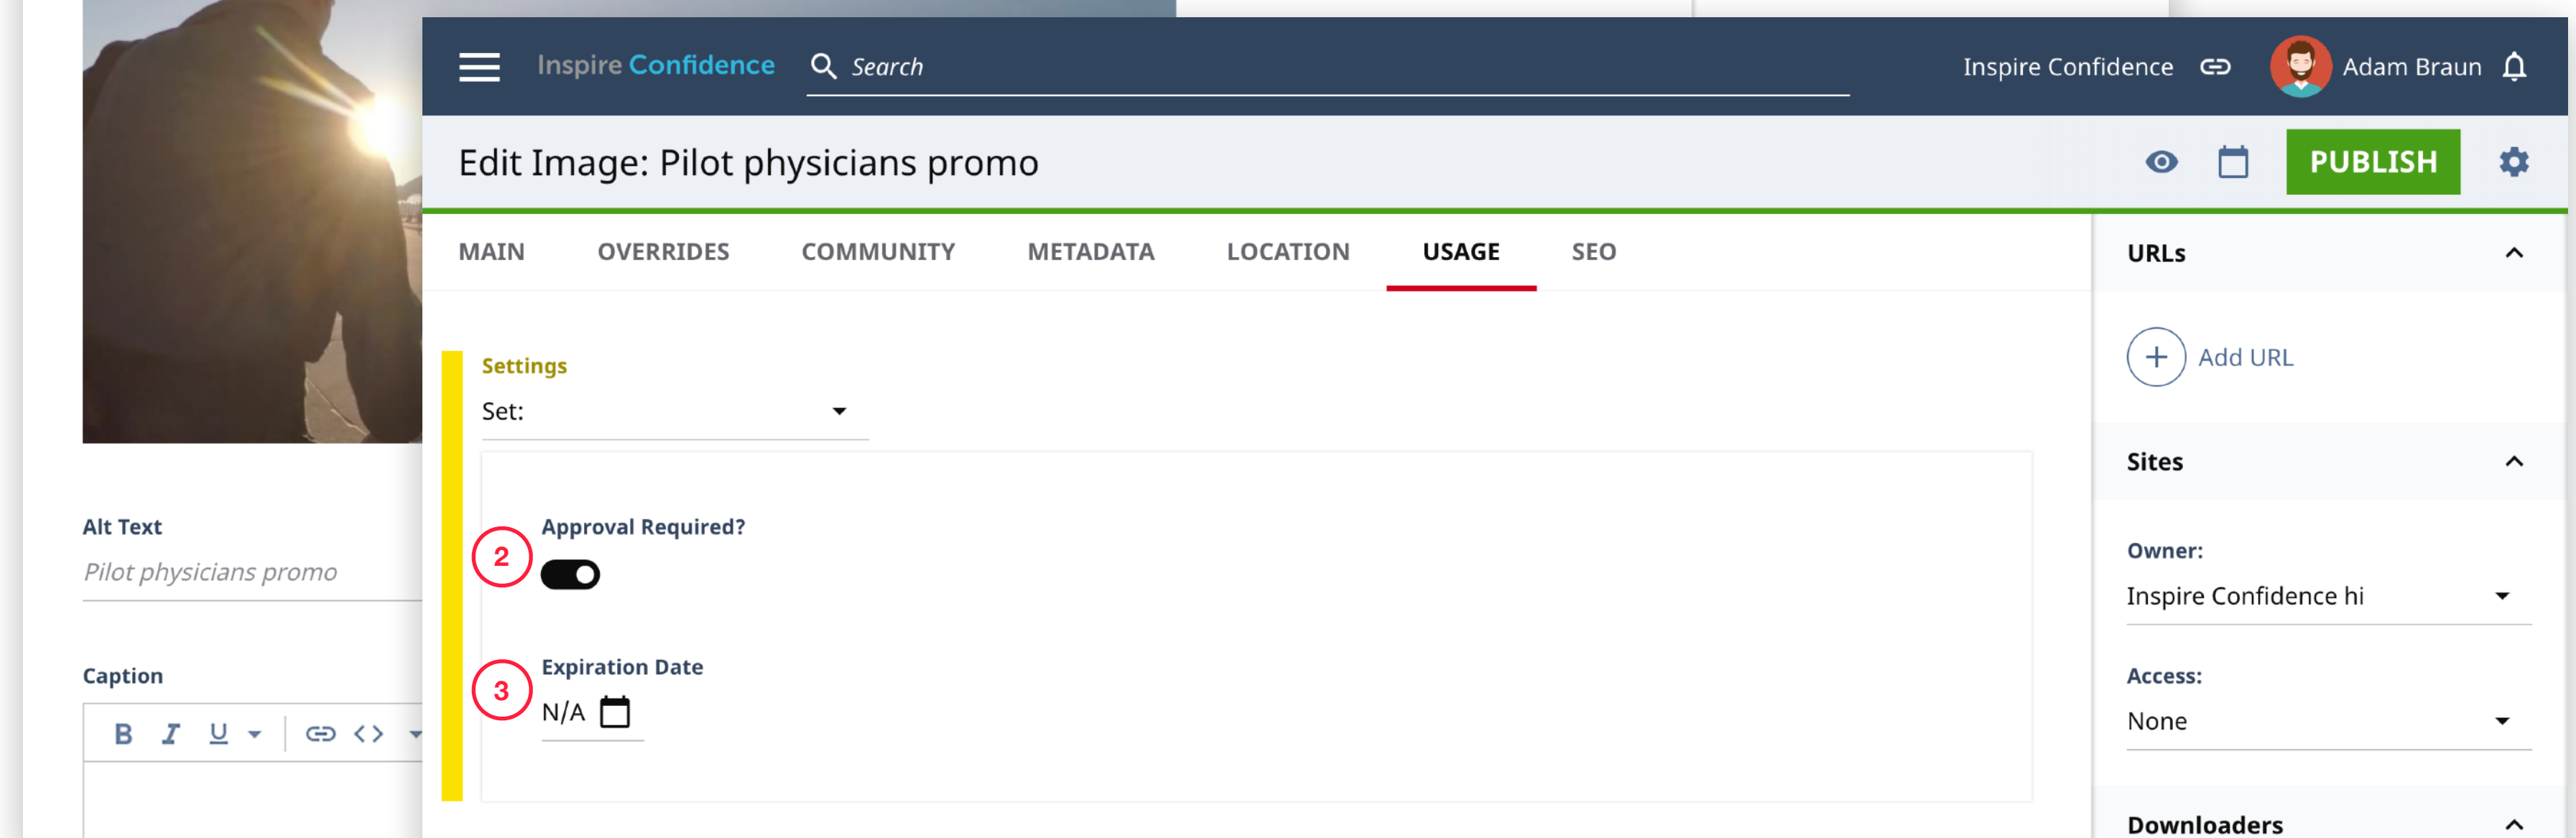 Inspire Confidence Search Inspire Confidence Adam Braun
Edit Image: Pilot physicians promo PUBLISH
MAIN OVERRIDES COMMUNITY METADATA LOCATION USAGE SEO
Settings
Set:
2 Approval Required?
3 Expiration Date
N/A
URLs
Add URL
Sites
Owner:
Inspire Confidence hi
Access:
None
Downloaders
Alt Text
Pilot physicians promo
Caption
B I U